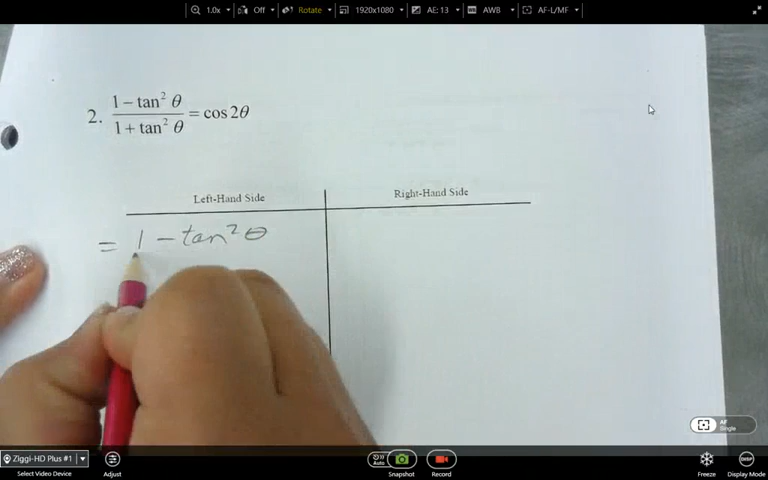 1.0x Off Rotate 1920x1080 AE: 13 AWB AF-L/MF
2. (1 − tan² θ)/(1 + tan² θ) = cos 2θ
Left-Hand Side Right-Hand Side
= 1 − tan² θ
AF
Single
Ziggi-HD Plus #1 Auto
Select Video Device Adjust Snapshot Record Freeze Display Mode
DISP